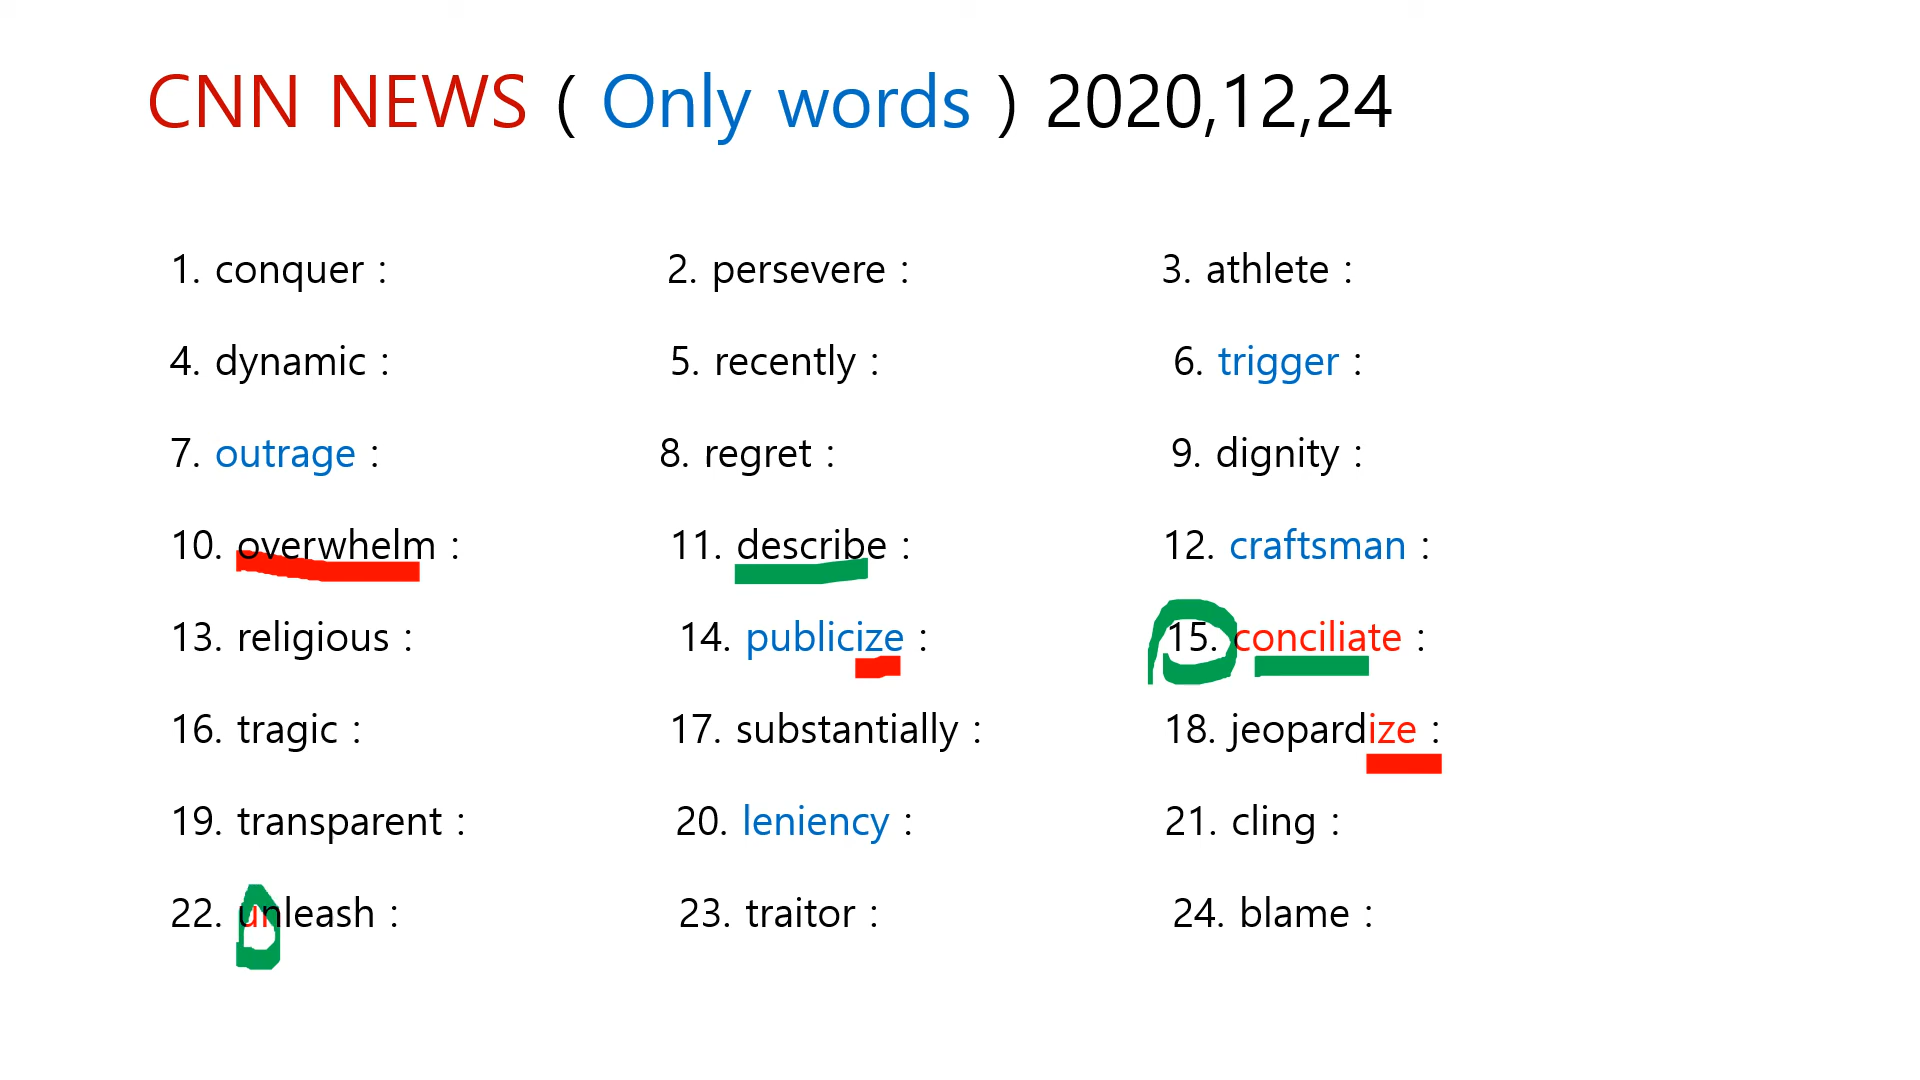 CNN NEWS ( Only words ) 2020,12,24
1. conquer : 2. persevere : 3. athlete :
4. dynamic : 5. recently : 6. trigger :
7. outrage : 8. regret : 9. dignity :
10. overwhelm : 11. describe : 12. craftsman :
13. religious : 14. publicize : 15. conciliate :
16. tragic : 17. substantially : 18. jeopardize :
19. transparent : 20. leniency : 21. cling :
22. unleash : 23. traitor : 24. blame :